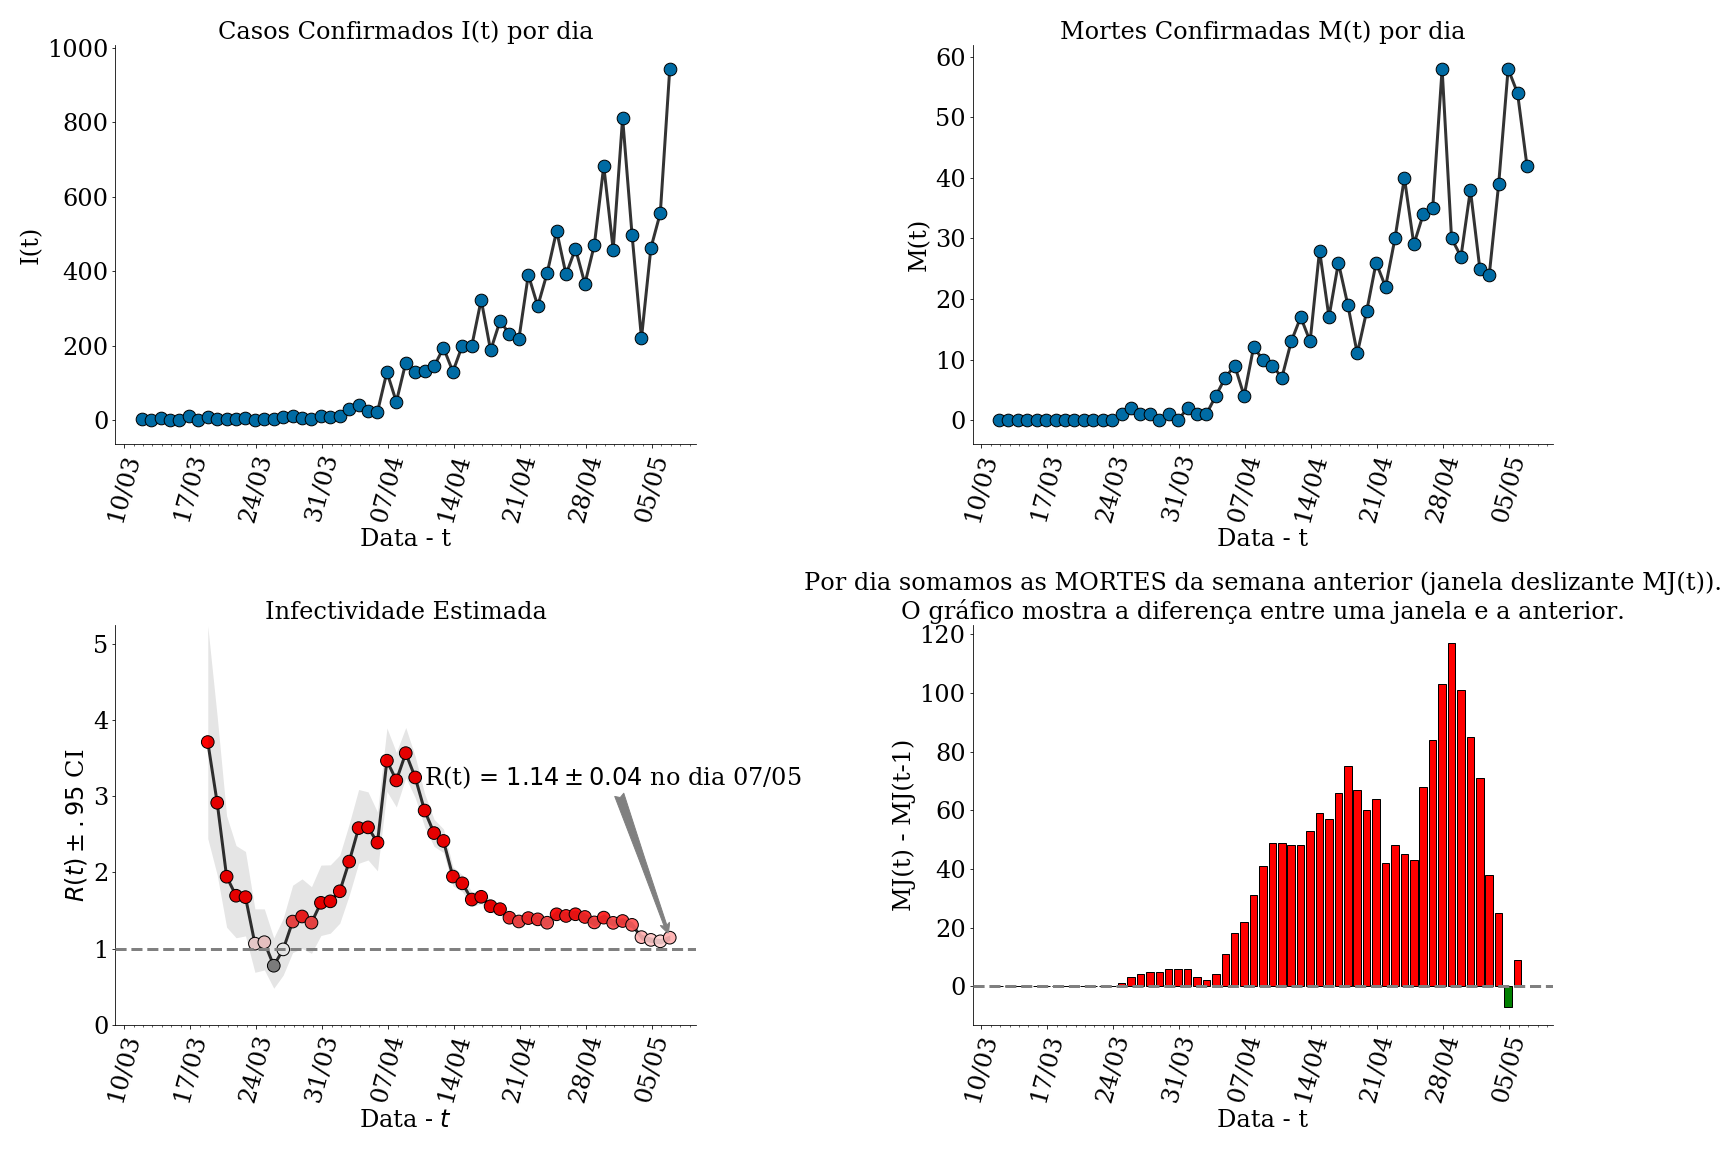 Casos Confirmados I(t) por dia
1000
800
600
400
200
0
I(t)
10/03 17/03 24/03 31/03 07/04 14/04 21/04 28/04 05/05
Data - t
Mortes Confirmadas M(t) por dia
60
50
40
30
20
10
0
M(t)
10/03 17/03 24/03 31/03 07/04 14/04 21/04 28/04 05/05
Data - t
Infectividade Estimada
5
4
3
2
1
0
R(t) ± .95 CI
R(t) = 1.14 ± 0.04 no dia 07/05
10/03 17/03 24/03 31/03 07/04 14/04 21/04 28/04 05/05
Data - t
Por dia somamos as MORTES da semana anterior (janela deslizante MJ(t)).
O gráfico mostra a diferença entre uma janela e a anterior.
120
100
80
60
40
20
0
MJ(t) - MJ(t-1)
10/03 17/03 24/03 31/03 07/04 14/04 21/04 28/04 05/05
Data - t